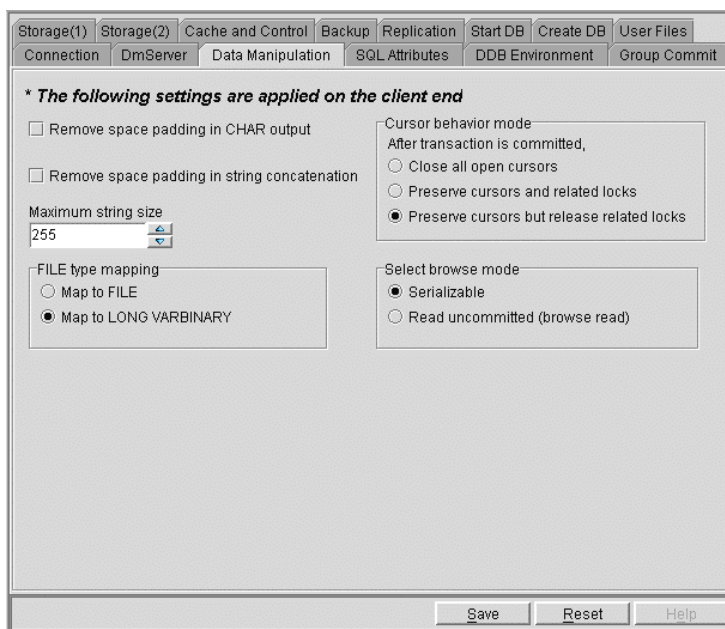 Storage(1) Storage(2) Cache and Control Backup Replication Start DB Create DB User Files
Connection DmServer Data Manipulation SQL Attributes DDB Environment Group Commit
* The following settings are applied on the client end
Remove space padding in CHAR output
Remove space padding in string concatenation
Maximum string size
255
FILE type mapping
Map to FILE
Map to LONG VARBINARY
Cursor behavior mode
After transaction is committed,
Close all open cursors
Preserve cursors and related locks
Preserve cursors but release related locks
Select browse mode
Serializable
Read uncommitted (browse read)
Save Reset Help